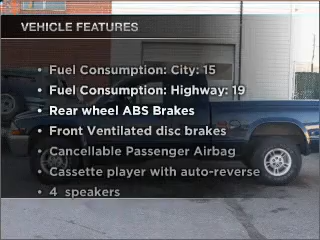 VEHICLE FEATURES
• Fuel Consumption: City: 15
• Fuel Consumption: Highway: 19
• Rear wheel ABS Brakes
• Front Ventilated disc brakes
• Cancellable Passenger Airbag
• Cassette player with auto-reverse
• 4 speakers